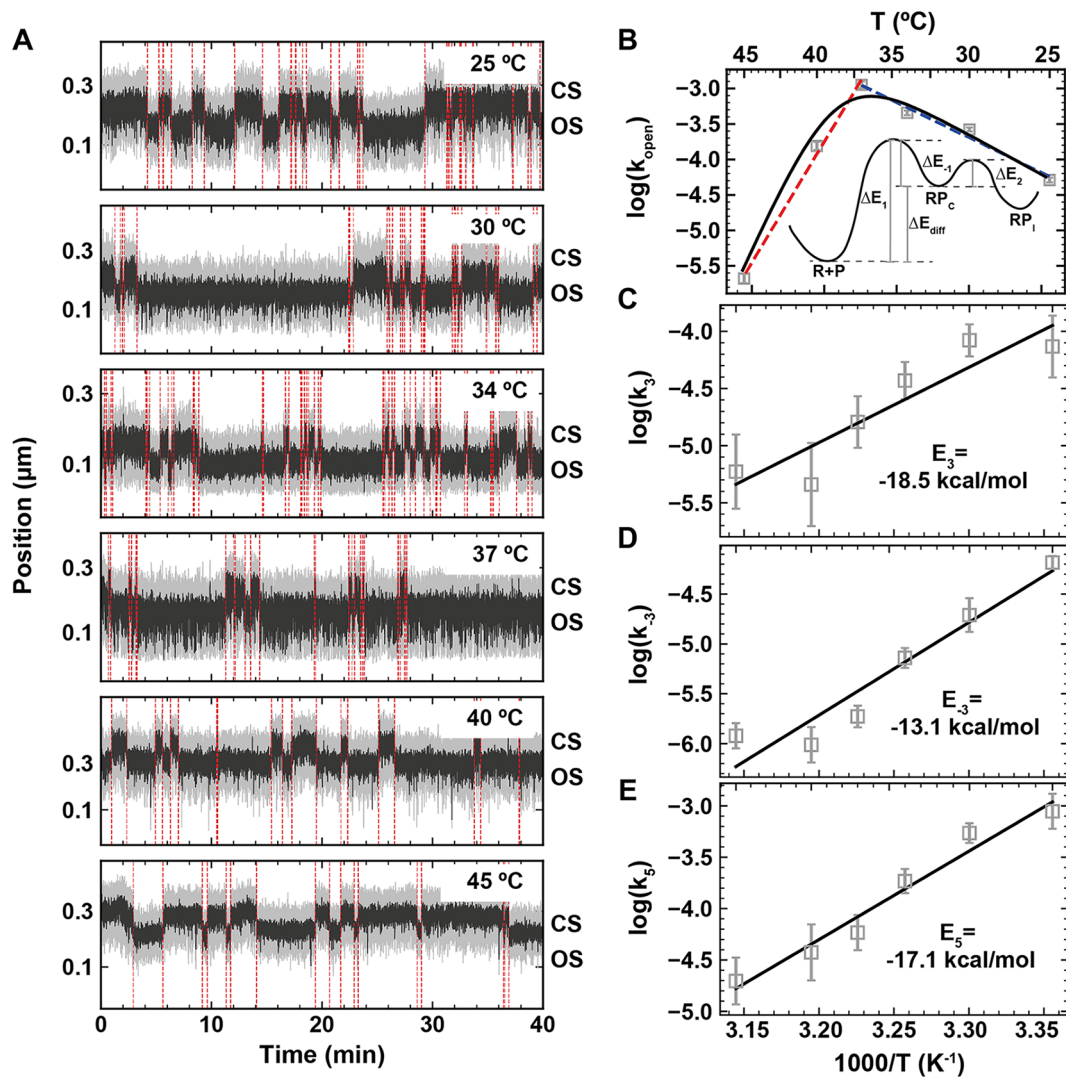 A
25 ºC
0.3
0.1
CS
OS
30 ºC
0.3
0.1
CS
OS
34 ºC
0.3
0.1
CS
OS
37 ºC
0.3
0.1
CS
OS
40 ºC
0.3
0.1
CS
OS
45 ºC
0.3
0.1
CS
OS
Position (µm)
0 10 20 30 40
Time (min)
B
T (ºC)
45 40 35 30 25
log(kopen)
−3.0
−3.5
−4.0
−4.5
−5.0
−5.5
ΔE1
ΔE-1
ΔE2
ΔEdiff
R+P
RPC
RPI
C
log(k3)
−4.0
−4.5
−5.0
−5.5
E3=
-18.5 kcal/mol
D
log(k-3)
−4.5
−5.0
−5.5
−6.0
E-3=
-13.1 kcal/mol
E
log(k5)
−3.0
−3.5
−4.0
−4.5
−5.0
E5=
-17.1 kcal/mol
3.15 3.20 3.25 3.30 3.35
1000/T (K-1)